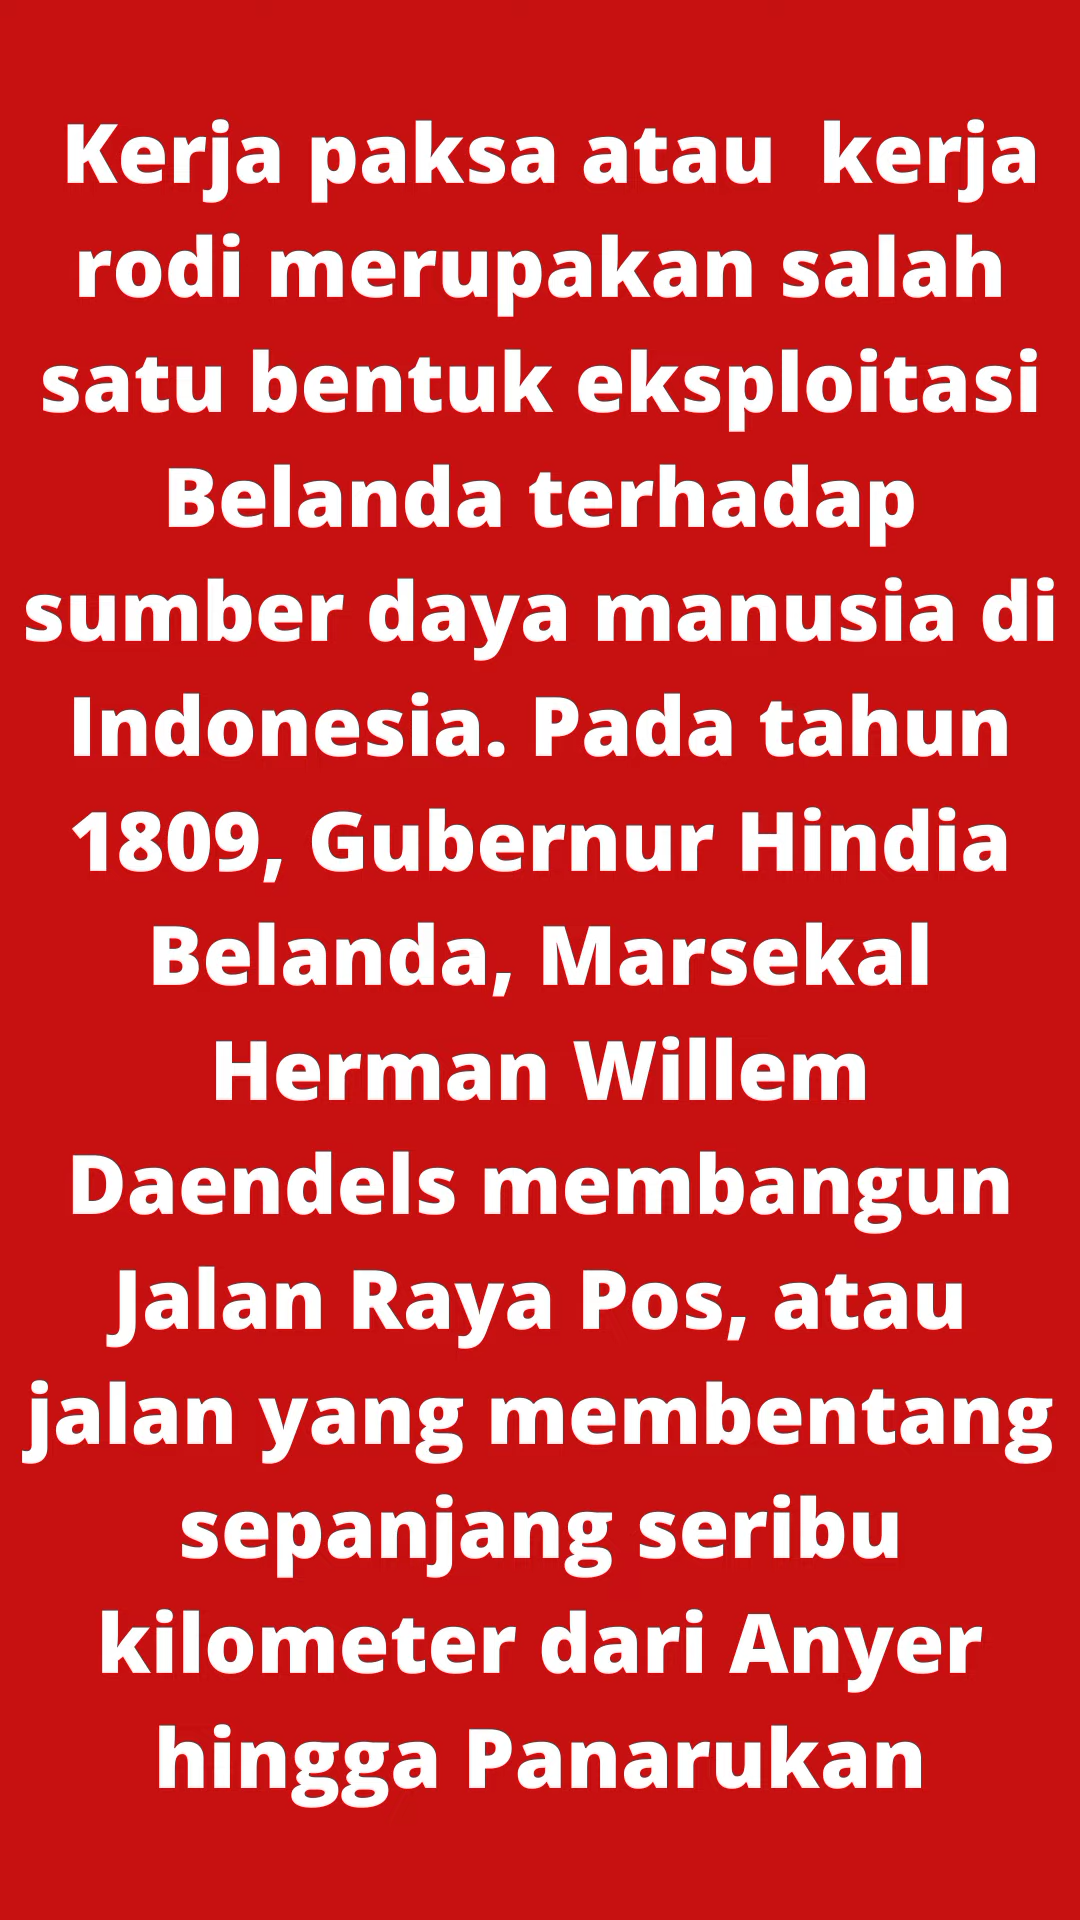 Kerja paksa atau  kerja
rodi merupakan salah
satu bentuk eksploitasi
Belanda terhadap
sumber daya manusia di
Indonesia. Pada tahun
1809, Gubernur Hindia
Belanda, Marsekal
Herman Willem
Daendels membangun
Jalan Raya Pos, atau
jalan yang membentang
sepanjang seribu
kilometer dari Anyer
hingga Panarukan